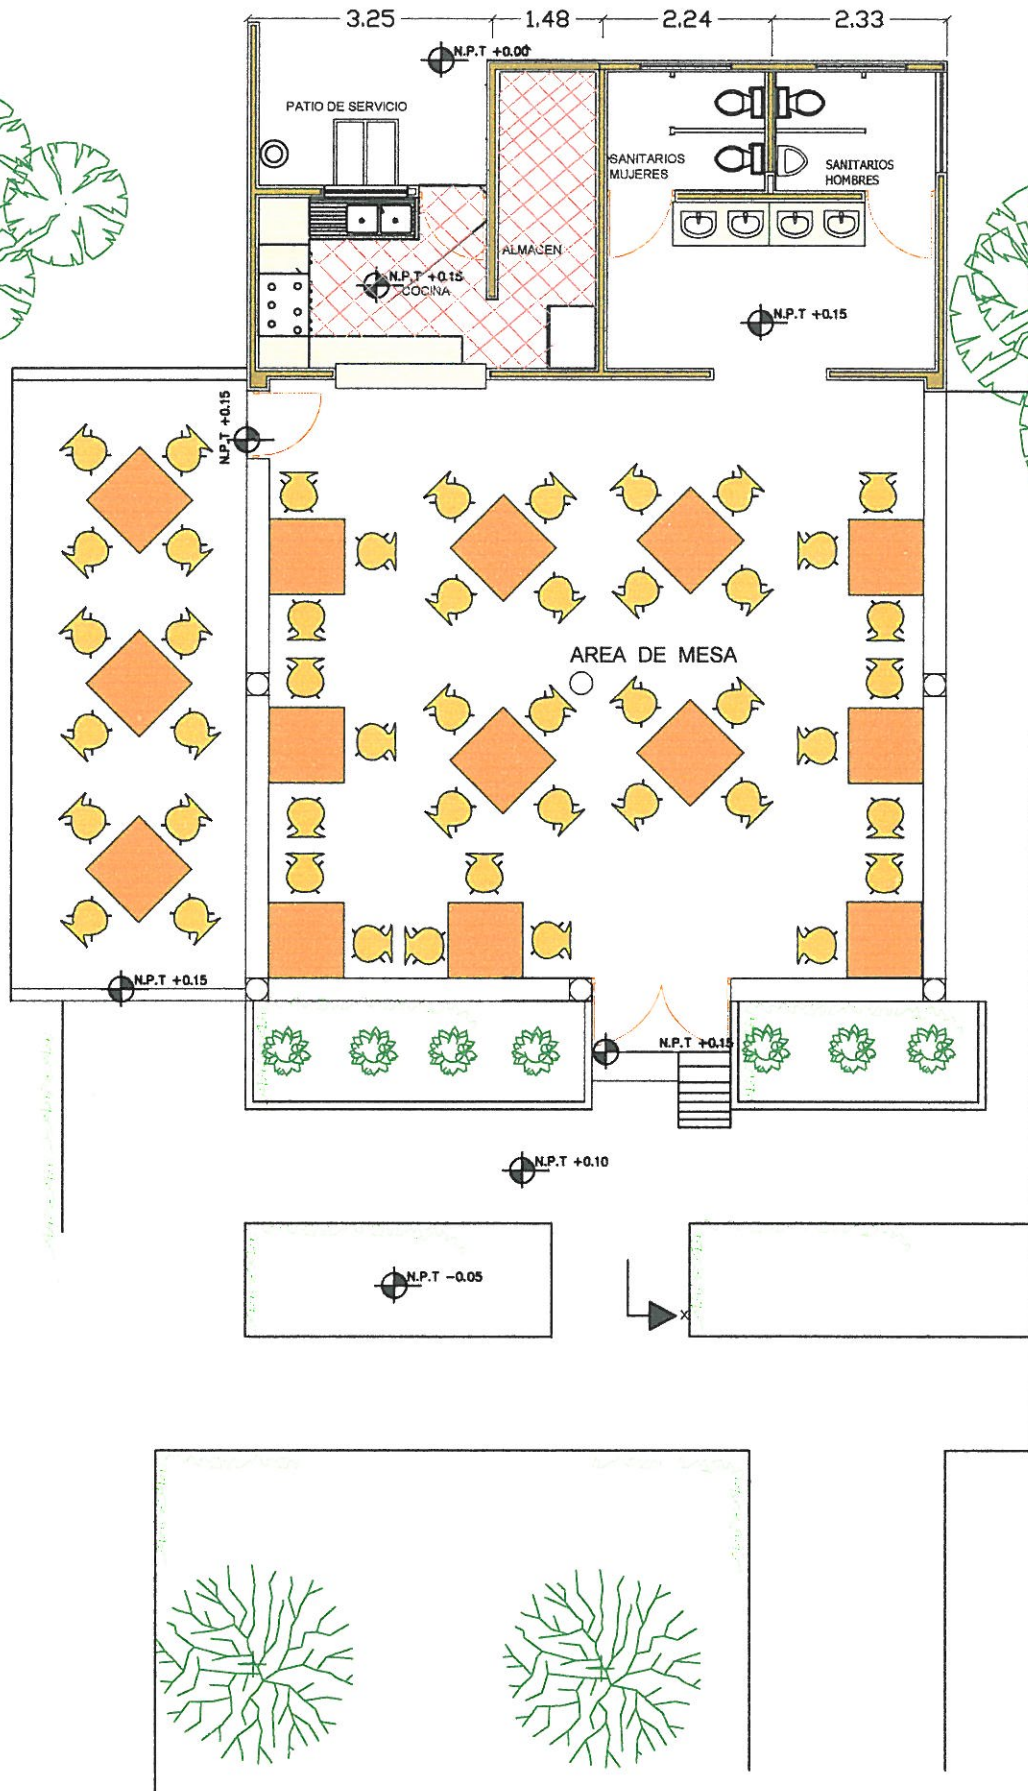 3.25 1.48 2.24 2.33
N.P.T +0.00
PATIO DE SERVICIO
SANITARIOS
MUJERES
SANITARIOS
HOMBRES
ALMACEN
N.P.T +0.15
COCINA
N.P.T +0.15
N.P.T +0.15
AREA DE MESA
N.P.T +0.15
N.P.T +0.15
N.P.T +0.10
N.P.T -0.05
X